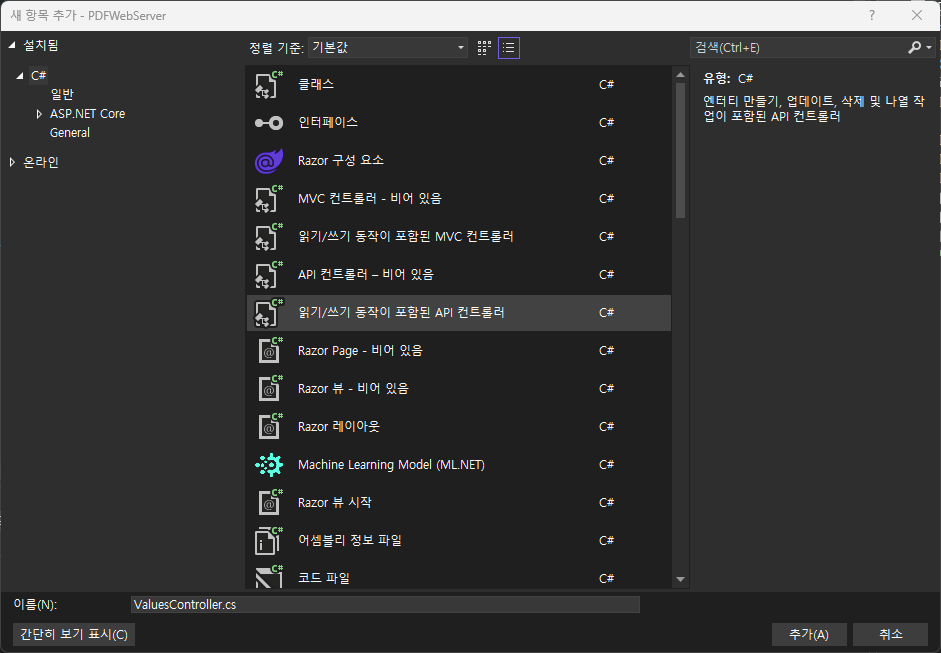 새 항목 추가 - PDFWebServer
설치됨
C#
일반
ASP.NET Core
General
온라인
정렬 기준: 기본값
클래스 C#
인터페이스 C#
Razor 구성 요소 C#
MVC 컨트롤러 - 비어 있음 C#
읽기/쓰기 동작이 포함된 MVC 컨트롤러 C#
API 컨트롤러 – 비어 있음 C#
읽기/쓰기 동작이 포함된 API 컨트롤러 C#
Razor Page - 비어 있음 C#
Razor 뷰 - 비어 있음 C#
Razor 레이아웃 C#
Machine Learning Model (ML.NET) C#
Razor 뷰 시작 C#
어셈블리 정보 파일 C#
코드 파일 C#
검색(Ctrl+E)
유형: C#
엔터티 만들기, 업데이트, 삭제 및 나열 작
업이 포함된 API 컨트롤러
이름(N): ValuesController.cs
간단히 보기 표시(C)
추가(A) 취소